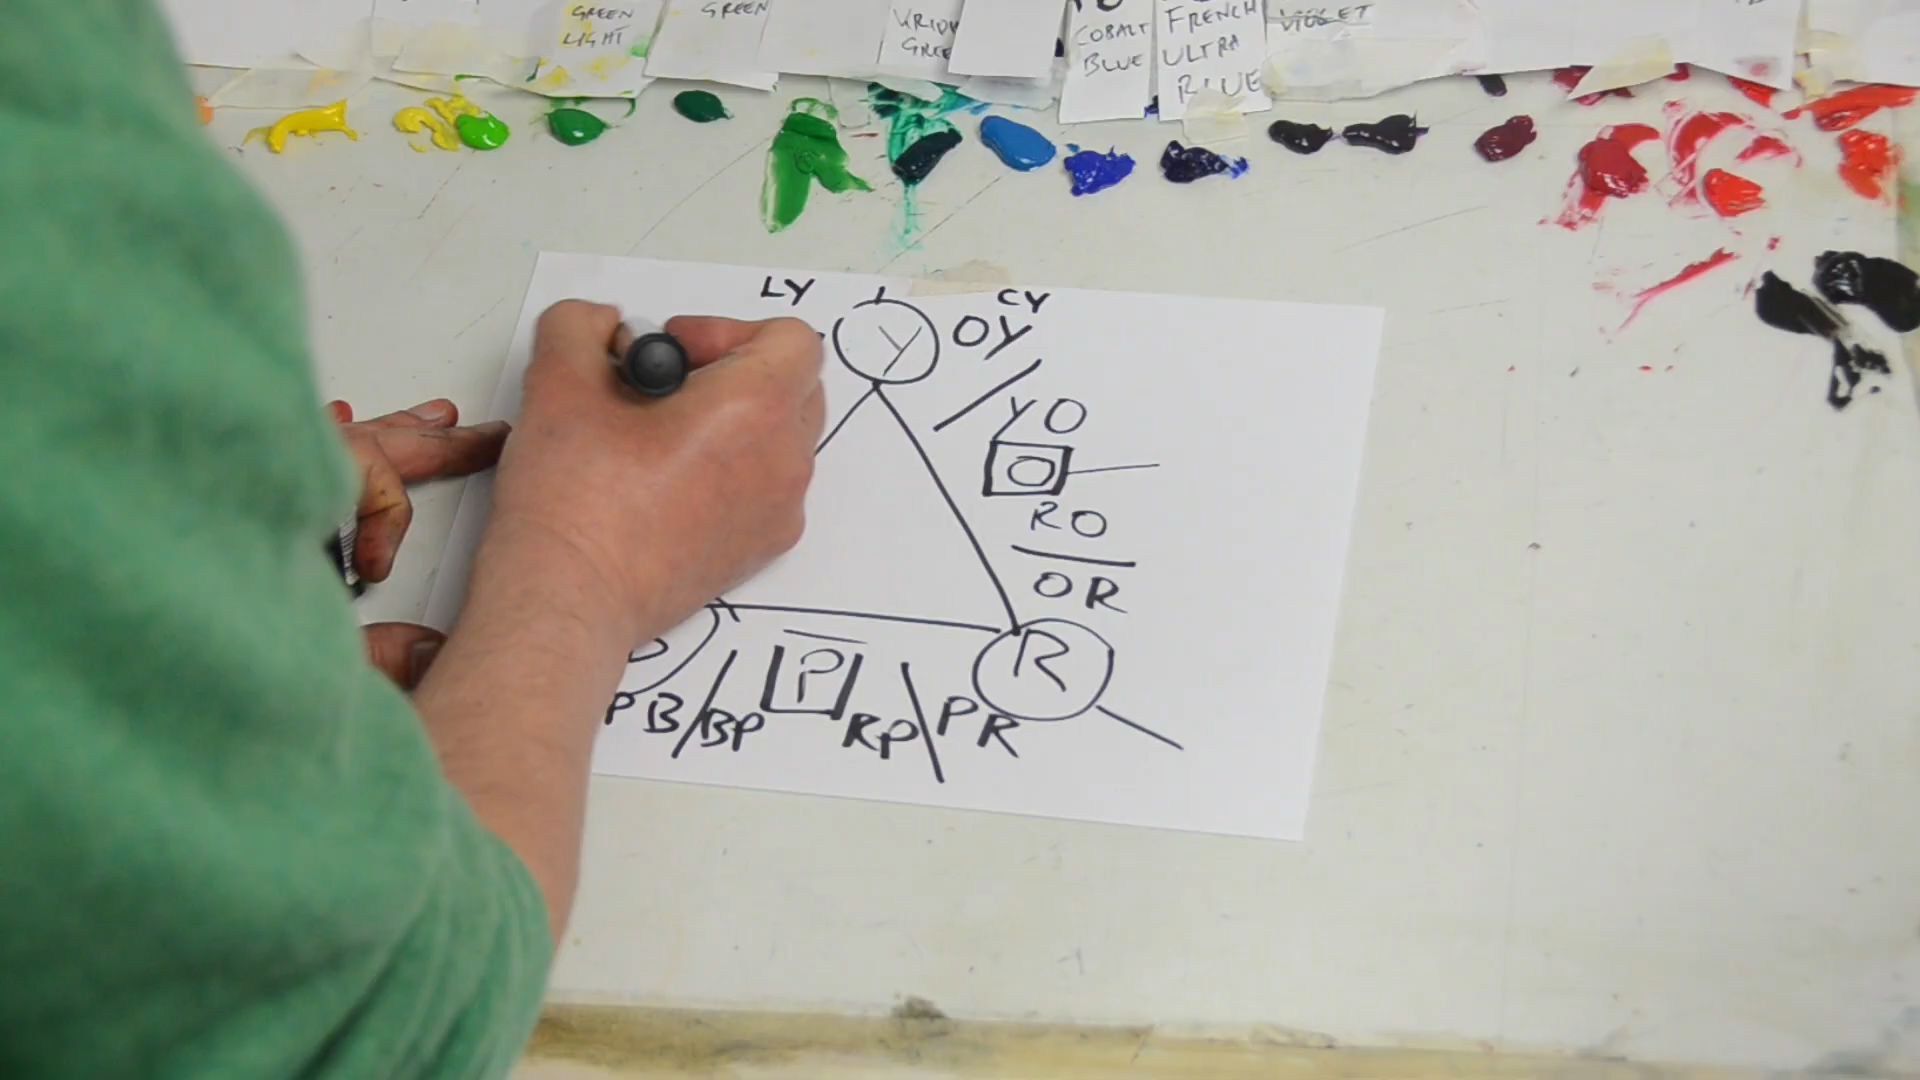 GREEN
LIGHT
GREEN
COBALT
BLUE
FRENCH
ULTRA
BLUE
VIOLET
LY
CY
Y
OY
YO
O
RO
OR
R
P
PB/BP
RP\PR